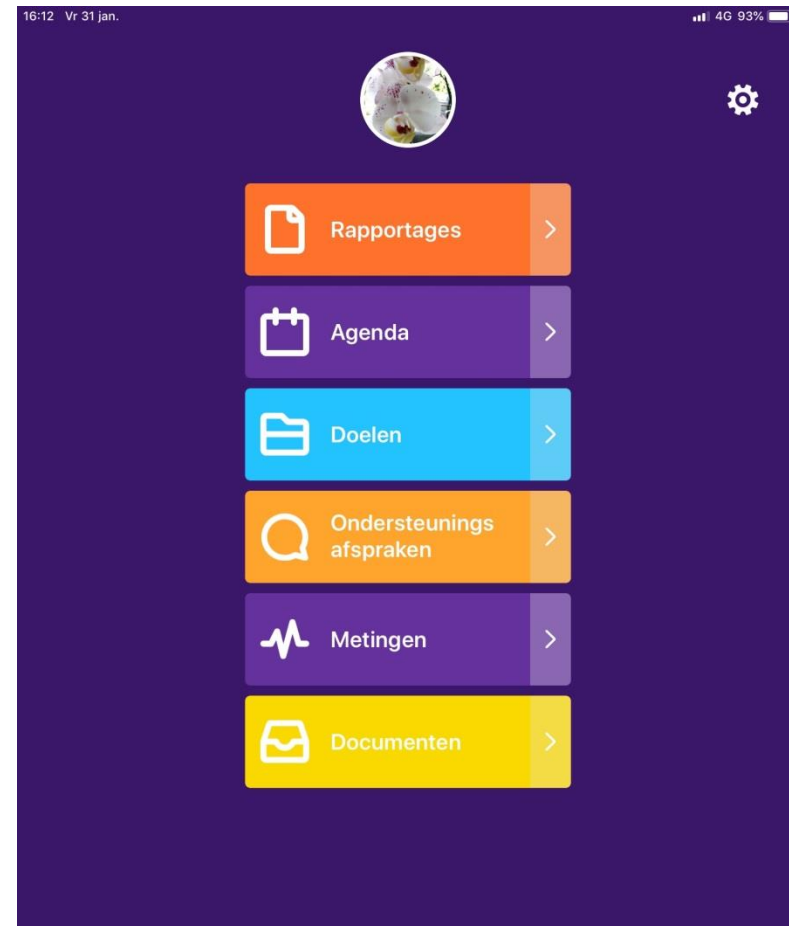 16:12 Vr 31 jan. 4G 93%
Rapportages
Agenda
Doelen
Ondersteunings
afspraken
Metingen
Documenten